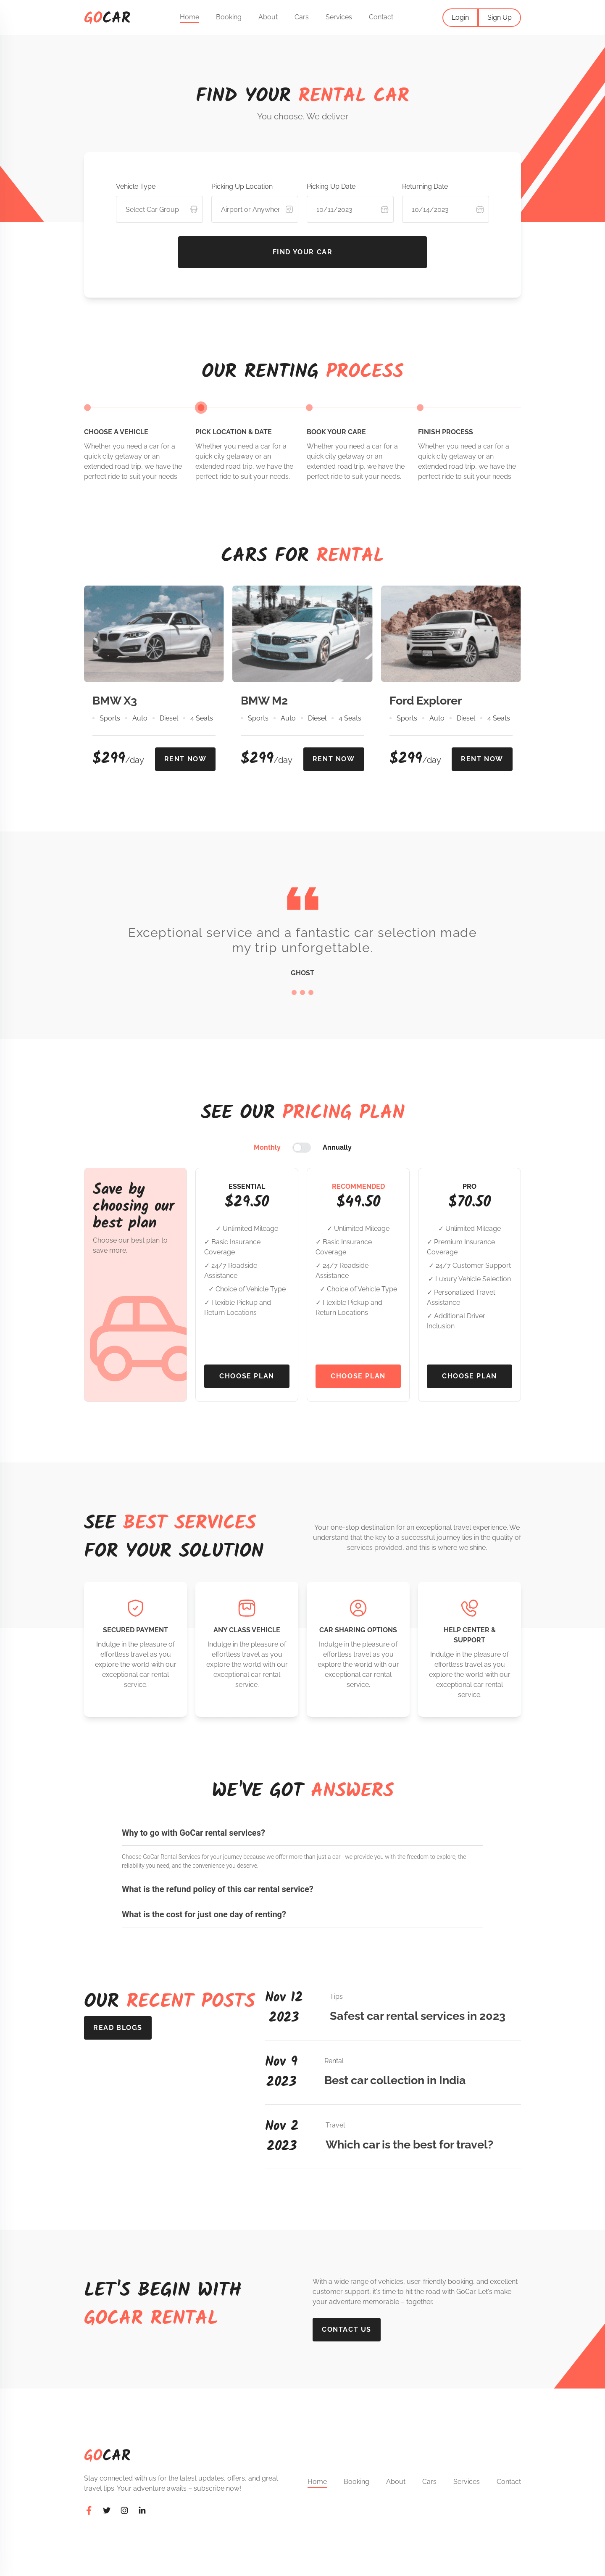 GOCAR
Home
Booking
About
Cars
Services
Contact
Login
Sign Up
FIND YOUR RENTAL CAR
You choose. We deliver
Vehicle Type
Picking Up Location
Picking Up Date
Returning Date
Select Car Group
Airport or Anywher
10/11/2023
10/14/2023
FIND YOUR CAR
OUR RENTING PROCESS
CHOOSE A VEHICLE
Whether you need a car for a
quick city getaway or an
extended road trip, we have the
perfect ride to suit your needs.
PICK LOCATION & DATE
Whether you need a car for a
quick city getaway or an
extended road trip, we have the
perfect ride to suit your needs.
BOOK YOUR CARE
Whether you need a car for a
quick city getaway or an
extended road trip, we have the
perfect ride to suit your needs.
FINISH PROCESS
Whether you need a car for a
quick city getaway or an
extended road trip, we have the
perfect ride to suit your needs.
CARS FOR RENTAL
BMW X3
Sports
Auto
Diesel
4 Seats
$299/day
RENT NOW
BMW M2
Sports
Auto
Diesel
4 Seats
$299/day
RENT NOW
Ford Explorer
Sports
Auto
Diesel
4 Seats
$299/day
RENT NOW
Exceptional service and a fantastic car selection made
my trip unforgettable.
GHOST
SEE OUR PRICING PLAN
Monthly
Annually
Save by
choosing our
best plan
Choose our best plan to
save more.
ESSENTIAL
$29.50
✓ Unlimited Mileage
✓ Basic Insurance
Coverage
✓ 24/7 Roadside
Assistance
✓ Choice of Vehicle Type
✓ Flexible Pickup and
Return Locations
CHOOSE PLAN
RECOMMENDED
$49.50
✓ Unlimited Mileage
✓ Basic Insurance
Coverage
✓ 24/7 Roadside
Assistance
✓ Choice of Vehicle Type
✓ Flexible Pickup and
Return Locations
CHOOSE PLAN
PRO
$70.50
✓ Unlimited Mileage
✓ Premium Insurance
Coverage
✓ 24/7 Customer Support
✓ Luxury Vehicle Selection
✓ Personalized Travel
Assistance
✓ Additional Driver
Inclusion
CHOOSE PLAN
SEE BEST SERVICES
FOR YOUR SOLUTION
Your one-stop destination for an exceptional travel experience. We
understand that the key to a successful journey lies in the quality of
services provided, and this is where we shine.
SECURED PAYMENT
Indulge in the pleasure of
effortless travel as you
explore the world with our
exceptional car rental
service.
ANY CLASS VEHICLE
Indulge in the pleasure of
effortless travel as you
explore the world with our
exceptional car rental
service.
CAR SHARING OPTIONS
Indulge in the pleasure of
effortless travel as you
explore the world with our
exceptional car rental
service.
HELP CENTER &
SUPPORT
Indulge in the pleasure of
effortless travel as you
explore the world with our
exceptional car rental
service.
WE'VE GOT ANSWERS
Why to go with GoCar rental services?
Choose GoCar Rental Services for your journey because we offer more than just a car - we provide you with the freedom to explore, the
reliability you need, and the convenience you deserve.
What is the refund policy of this car rental service?
What is the cost for just one day of renting?
OUR RECENT POSTS
READ BLOGS
Nov 12
2023
Tips
Safest car rental services in 2023
Nov 9
2023
Rental
Best car collection in India
Nov 2
2023
Travel
Which car is the best for travel?
LET'S BEGIN WITH
GOCAR RENTAL
With a wide range of vehicles, user-friendly booking, and excellent
customer support, it's time to hit the road with GoCar. Let's make
your adventure memorable – together.
CONTACT US
GOCAR
Stay connected with us for the latest updates, offers, and great
travel tips. Your adventure awaits – subscribe now!
Home
Booking
About
Cars
Services
Contact